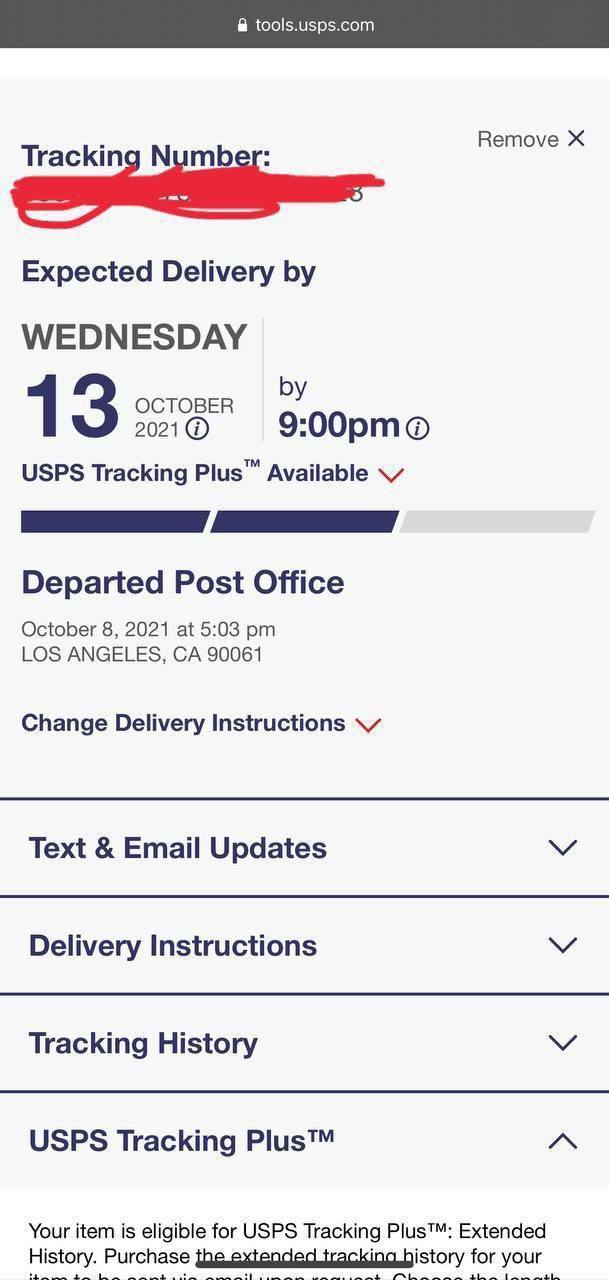 tools.usps.com
Remove X
Tracking Number:
Expected Delivery by
WEDNESDAY
13 OCTOBER 2021
by
9:00pm
USPS Tracking Plus™ Available
Departed Post Office
October 8, 2021 at 5:03 pm
LOS ANGELES, CA 90061
Change Delivery Instructions
Text & Email Updates
Delivery Instructions
Tracking History
USPS Tracking Plus™
Your item is eligible for USPS Tracking Plus™: Extended
History. Purchase the extended tracking history for your
item to be sent via email upon request. Choose the length